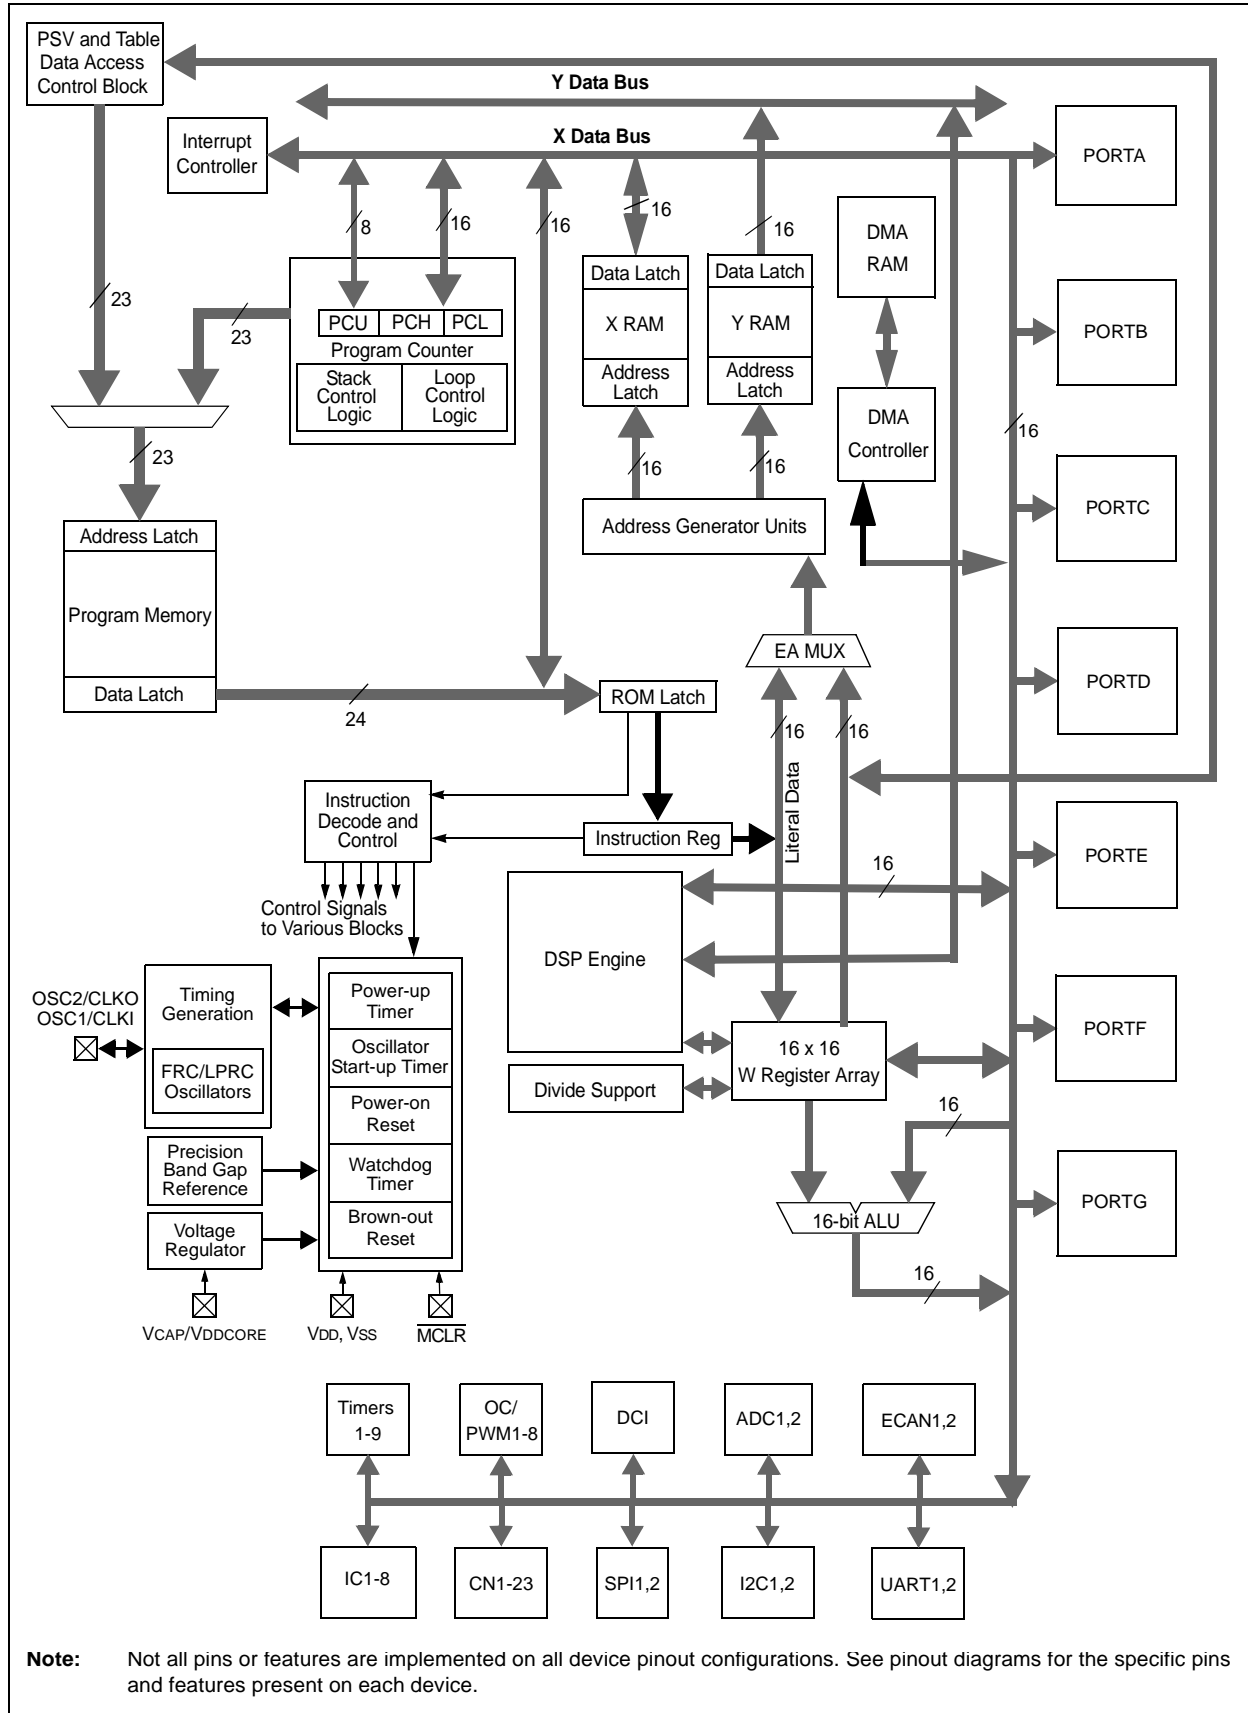 PSV and Table
Data Access
Control Block
Y Data Bus
X Data Bus
Interrupt
Controller
PORTA
8
16
16
16
16
DMA
RAM
Data Latch
Data Latch
23
23
PCU
PCH
PCL
X RAM
Y RAM
PORTB
Program Counter
Stack
Control
Logic
Loop
Control
Logic
Address
Latch
Address
Latch
DMA
Controller
16
23
16
16
PORTC
Address Generator Units
Address Latch
Program Memory
Data Latch
EA MUX
PORTD
ROM Latch
24
16
16
Literal Data
Instruction
Decode and
Control
Instruction Reg
PORTE
16
Control Signals
to Various Blocks
DSP Engine
OSC2/CLKO
OSC1/CLKI
Timing
Generation
Power-up
Timer
PORTF
FRC/LPRC
Oscillators
Oscillator
Start-up Timer
16 x 16
W Register Array
Divide Support
Power-on
Reset
16
Precision
Band Gap
Reference
Watchdog
Timer
PORTG
16-bit ALU
Voltage
Regulator
Brown-out
Reset
16
VCAP/VDDCORE
VDD, VSS
MCLR
Timers
1-9
OC/
PWM1-8
DCI
ADC1,2
ECAN1,2
IC1-8
CN1-23
SPI1,2
I2C1,2
UART1,2
Note: Not all pins or features are implemented on all device pinout configurations. See pinout diagrams for the specific pins
and features present on each device.